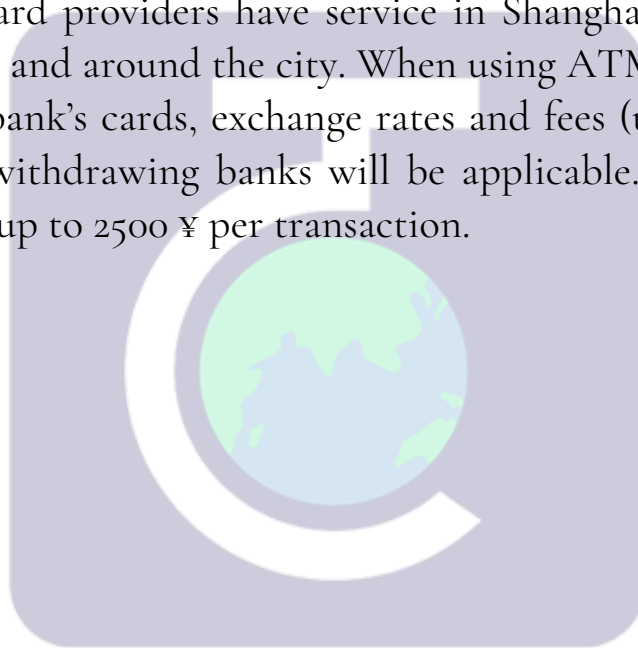 ard providers have service in Shangha
and around the city. When using ATM
bank's cards, exchange rates and fees (u
withdrawing banks will be applicable.
up to 2500 ¥ per transaction.